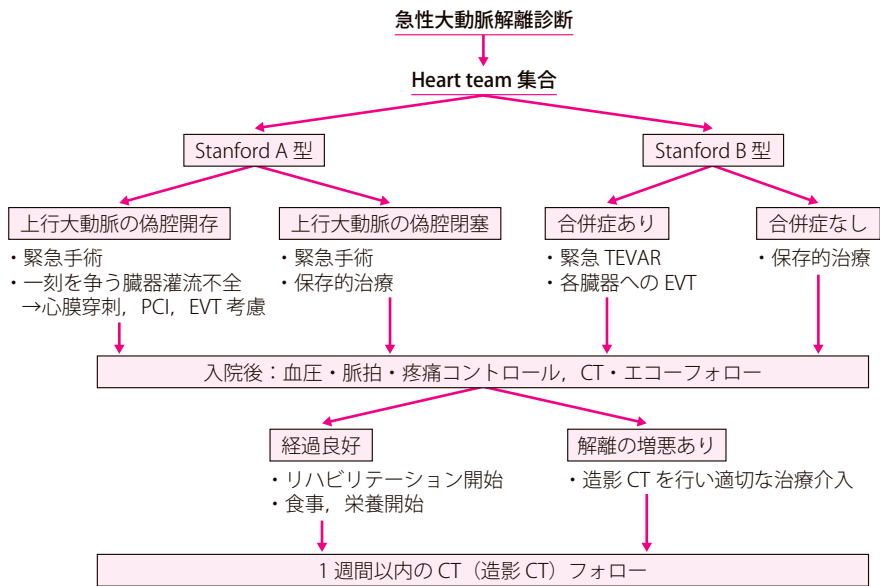 急性大動脈解離診断
Heart team 集合
Stanford A 型
Stanford B 型
上行大動脈の偽腔開存
・緊急手術
・一刻を争う臓器灌流不全
→心膜穿刺，PCI，EVT 考慮
上行大動脈の偽腔閉塞
・緊急手術
・保存的治療
合併症あり
・緊急 TEVAR
・各臓器への EVT
合併症なし
・保存的治療
入院後：血圧・脈拍・疼痛コントロール，CT・エコーフォロー
経過良好
・リハビリテーション開始
・食事，栄養開始
解離の増悪あり
・造影 CT を行い適切な治療介入
1 週間以内の CT（造影 CT）フォロー